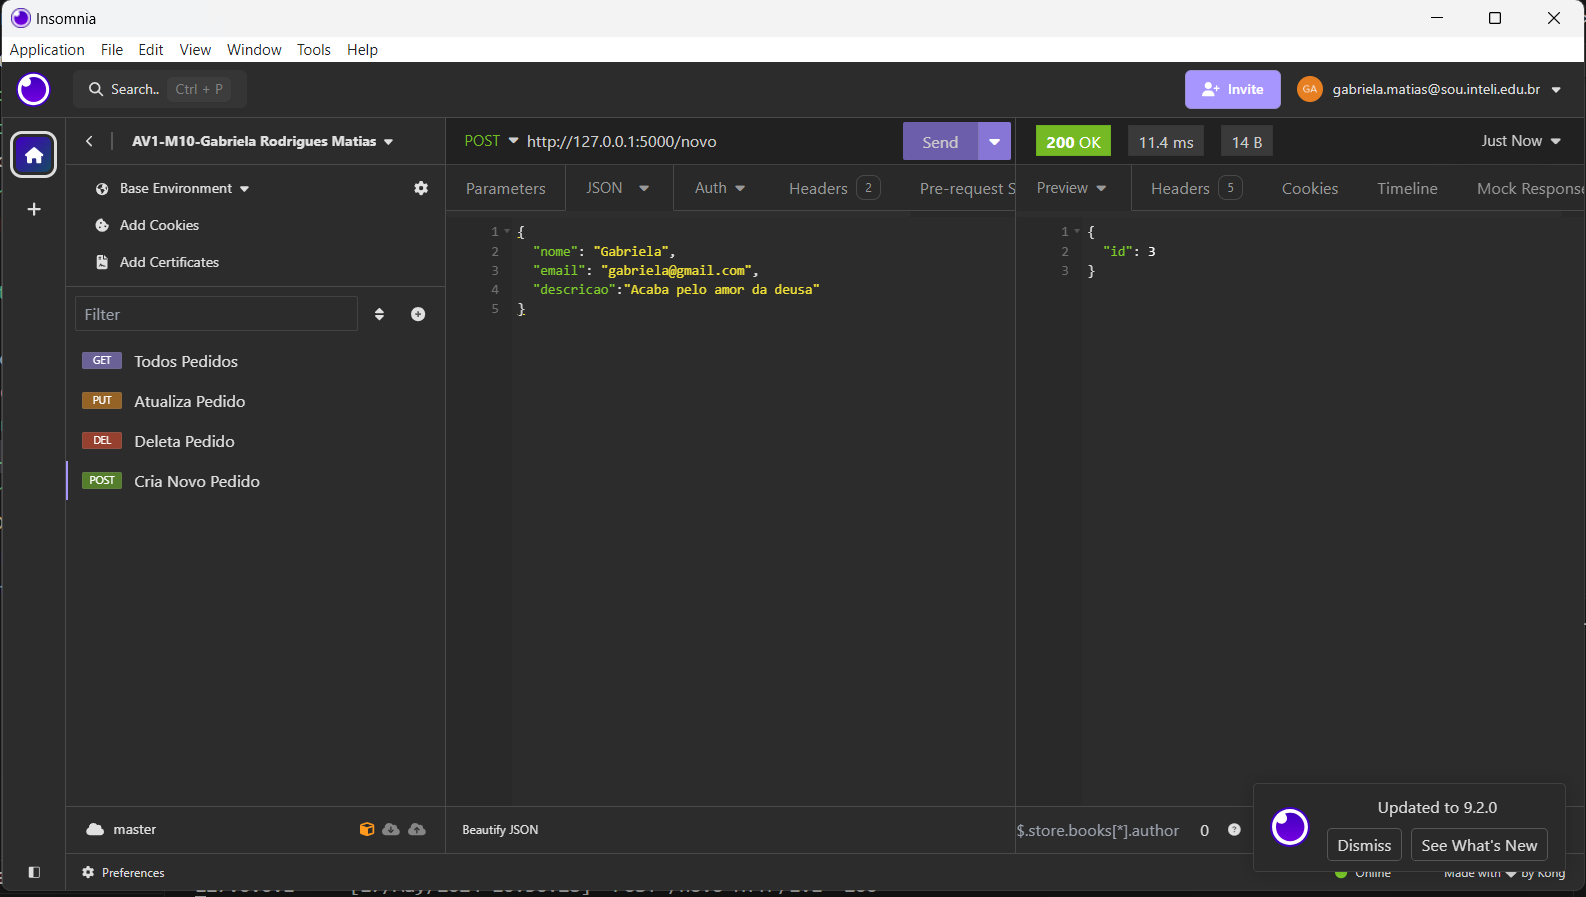 Insomnia
Application File Edit View Window Tools Help
Search.. Ctrl + P
Invite
GA gabriela.matias@sou.inteli.edu.br
AV1-M10-Gabriela Rodrigues Matias
POST http://127.0.0.1:5000/novo
Send
200 OK 11.4 ms 14 B
Just Now
Base Environment
Parameters JSON Auth Headers 2 Pre-request S
Preview Headers 5 Cookies Timeline Mock Response
Add Cookies
Add Certificates
Filter
GET Todos Pedidos
PUT Atualiza Pedido
DEL Deleta Pedido
POST Cria Novo Pedido
1 {
2 "nome": "Gabriela",
3 "email": "gabriela@gmail.com",
4 "descricao":"Acaba pelo amor da deusa"
5 }
1 {
2 "id": 3
3 }
master
Beautify JSON
$.store.books[*].author 0
Updated to 9.2.0
Dismiss See What's New
Preferences
Online
Made with by Kong